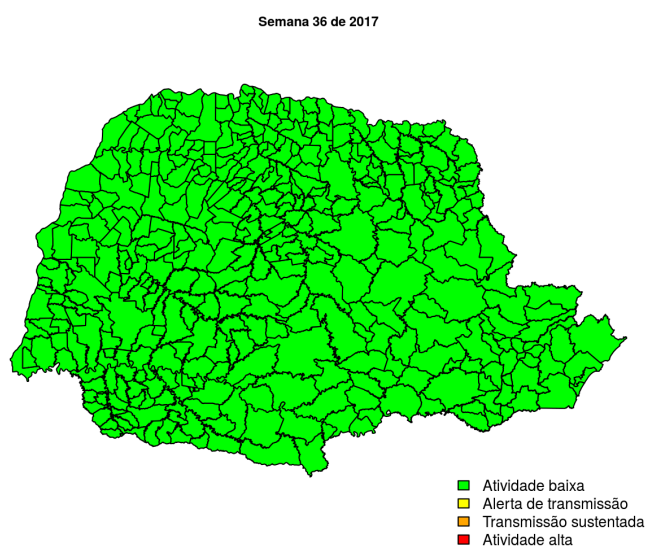 Semana 36 de 2017
Atividade baixa
Alerta de transmissão
Transmissão sustentada
Atividade alta